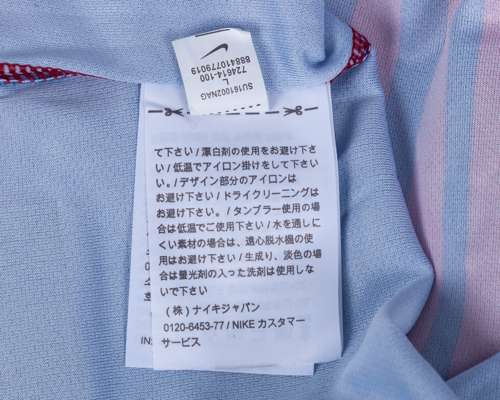 SU161002NAG
L
724614-100
888410779019
て下さい / 漂白剤の使用をお避け下さ
い / 低温でアイロン掛けをして下さい
い。/ デザイン部分のアイロンは
お避け下さい / ドライクリーニングは
お避け下さい。/ タンブラー使用の場
合は低温でご使用下さい / 水を通しに
くい素材の場合は、遠心脱水機の使
用はお避け下さい / 生成り、淡色の場
合は螢光剤の入った洗剤は使用しな
いで下さい
(株) ナイキジャパン
0120-6453-77 / NIKE カスタマー
サービス
IN: